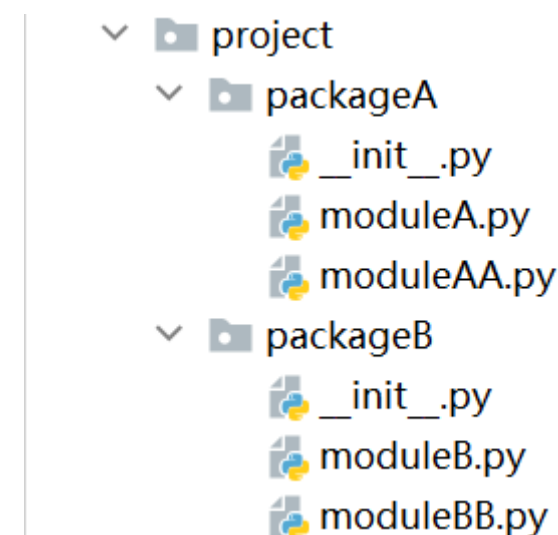 project
packageA
__init__.py
moduleA.py
moduleAA.py
packageB
__init__.py
moduleB.py
moduleBB.py